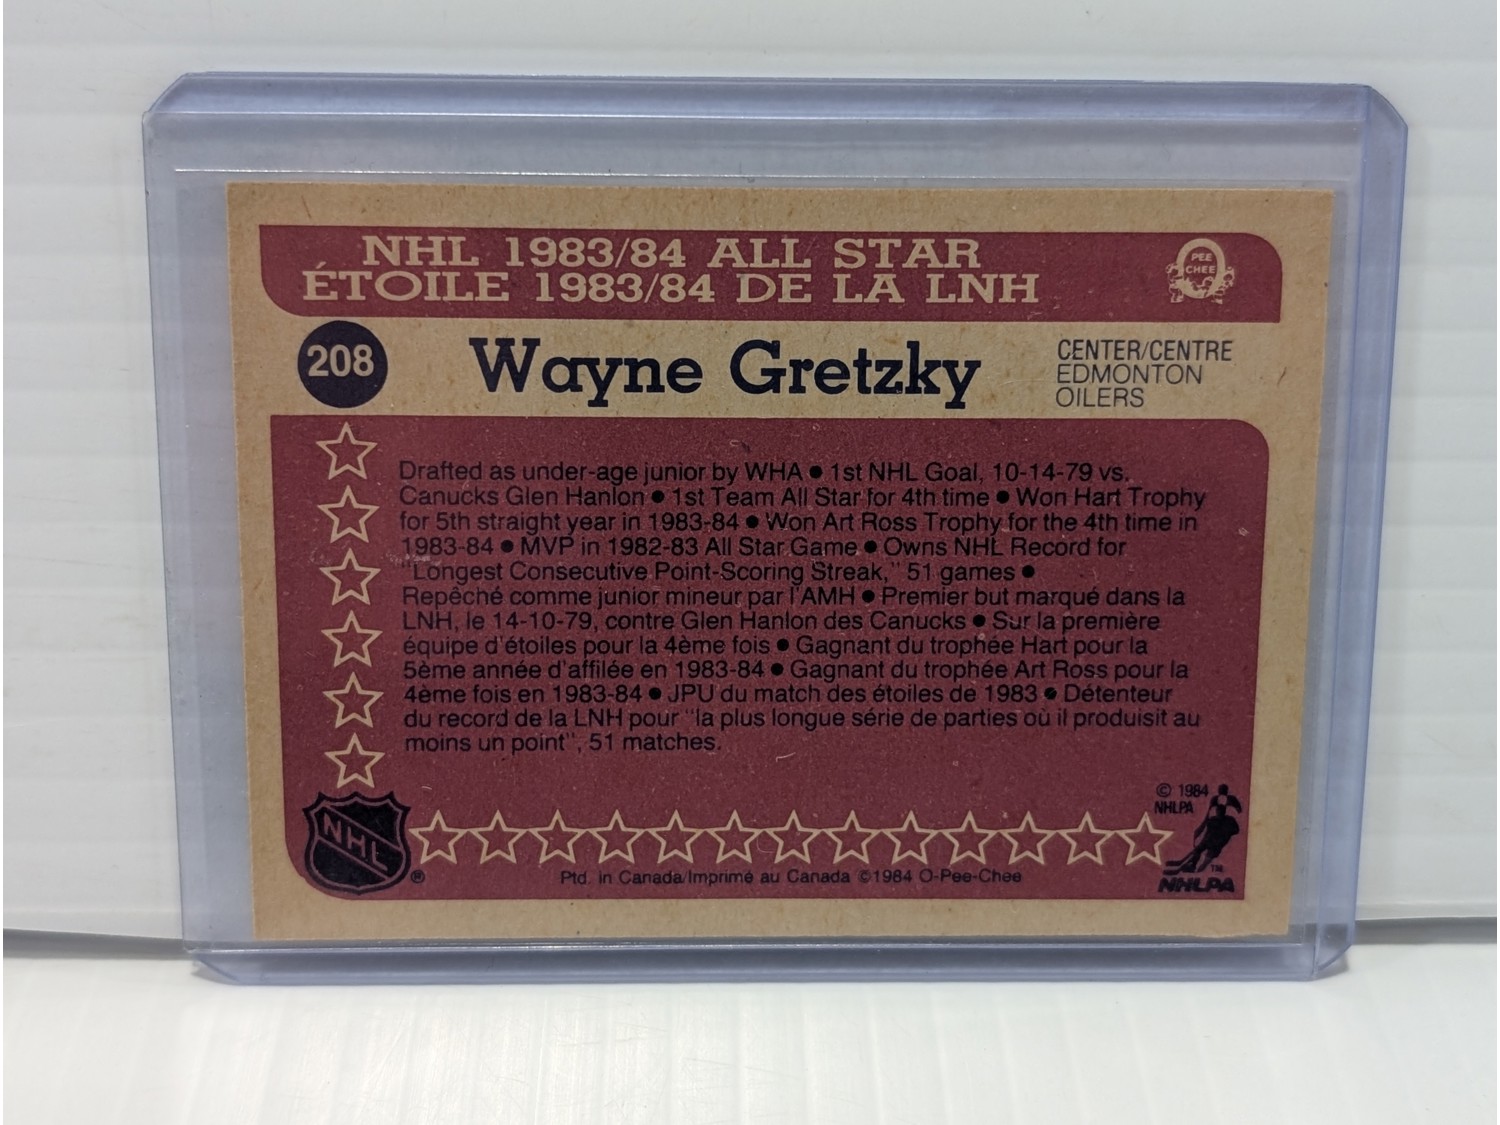 NHL 1983/84 ALL STAR
ÉTOILE 1983/84 DE LA LNH
PEE
CHEE
208
Wayne Gretzky
CENTER/CENTRE
EDMONTON
OILERS
Drafted as under-age junior by WHA ● 1st NHL Goal, 10-14-79 vs.
Canucks Glen Hanlon ● 1st Team All Star for 4th time ● Won Hart Trophy
for 5th straight year in 1983-84 ● Won Art Ross Trophy for the 4th time in
1983-84 ● MVP in 1982-83 All Star Game ● Owns NHL Record for
"Longest Consecutive Point-Scoring Streak," 51 games ●
Repêché comme junior mineur par l'AMH ● Premier but marqué dans la
LNH, le 14-10-79, contre Glen Hanlon des Canucks ● Sur la première
équipe d'étoiles pour la 4ème fois ● Gagnant du trophée Hart pour la
5ème année d'affilée en 1983-84 ● Gagnant du trophée Art Ross pour la
4ème fois en 1983-84 ● JPU du match des étoiles de 1983 ● Détenteur
du record de la LNH pour "la plus longue série de parties où il produisit au
moins un point", 51 matches.
© 1984
NHLPA
NHL
®
TM
NHLPA
Ptd. in Canada/Imprimé au Canada ©1984 O-Pee-Chee